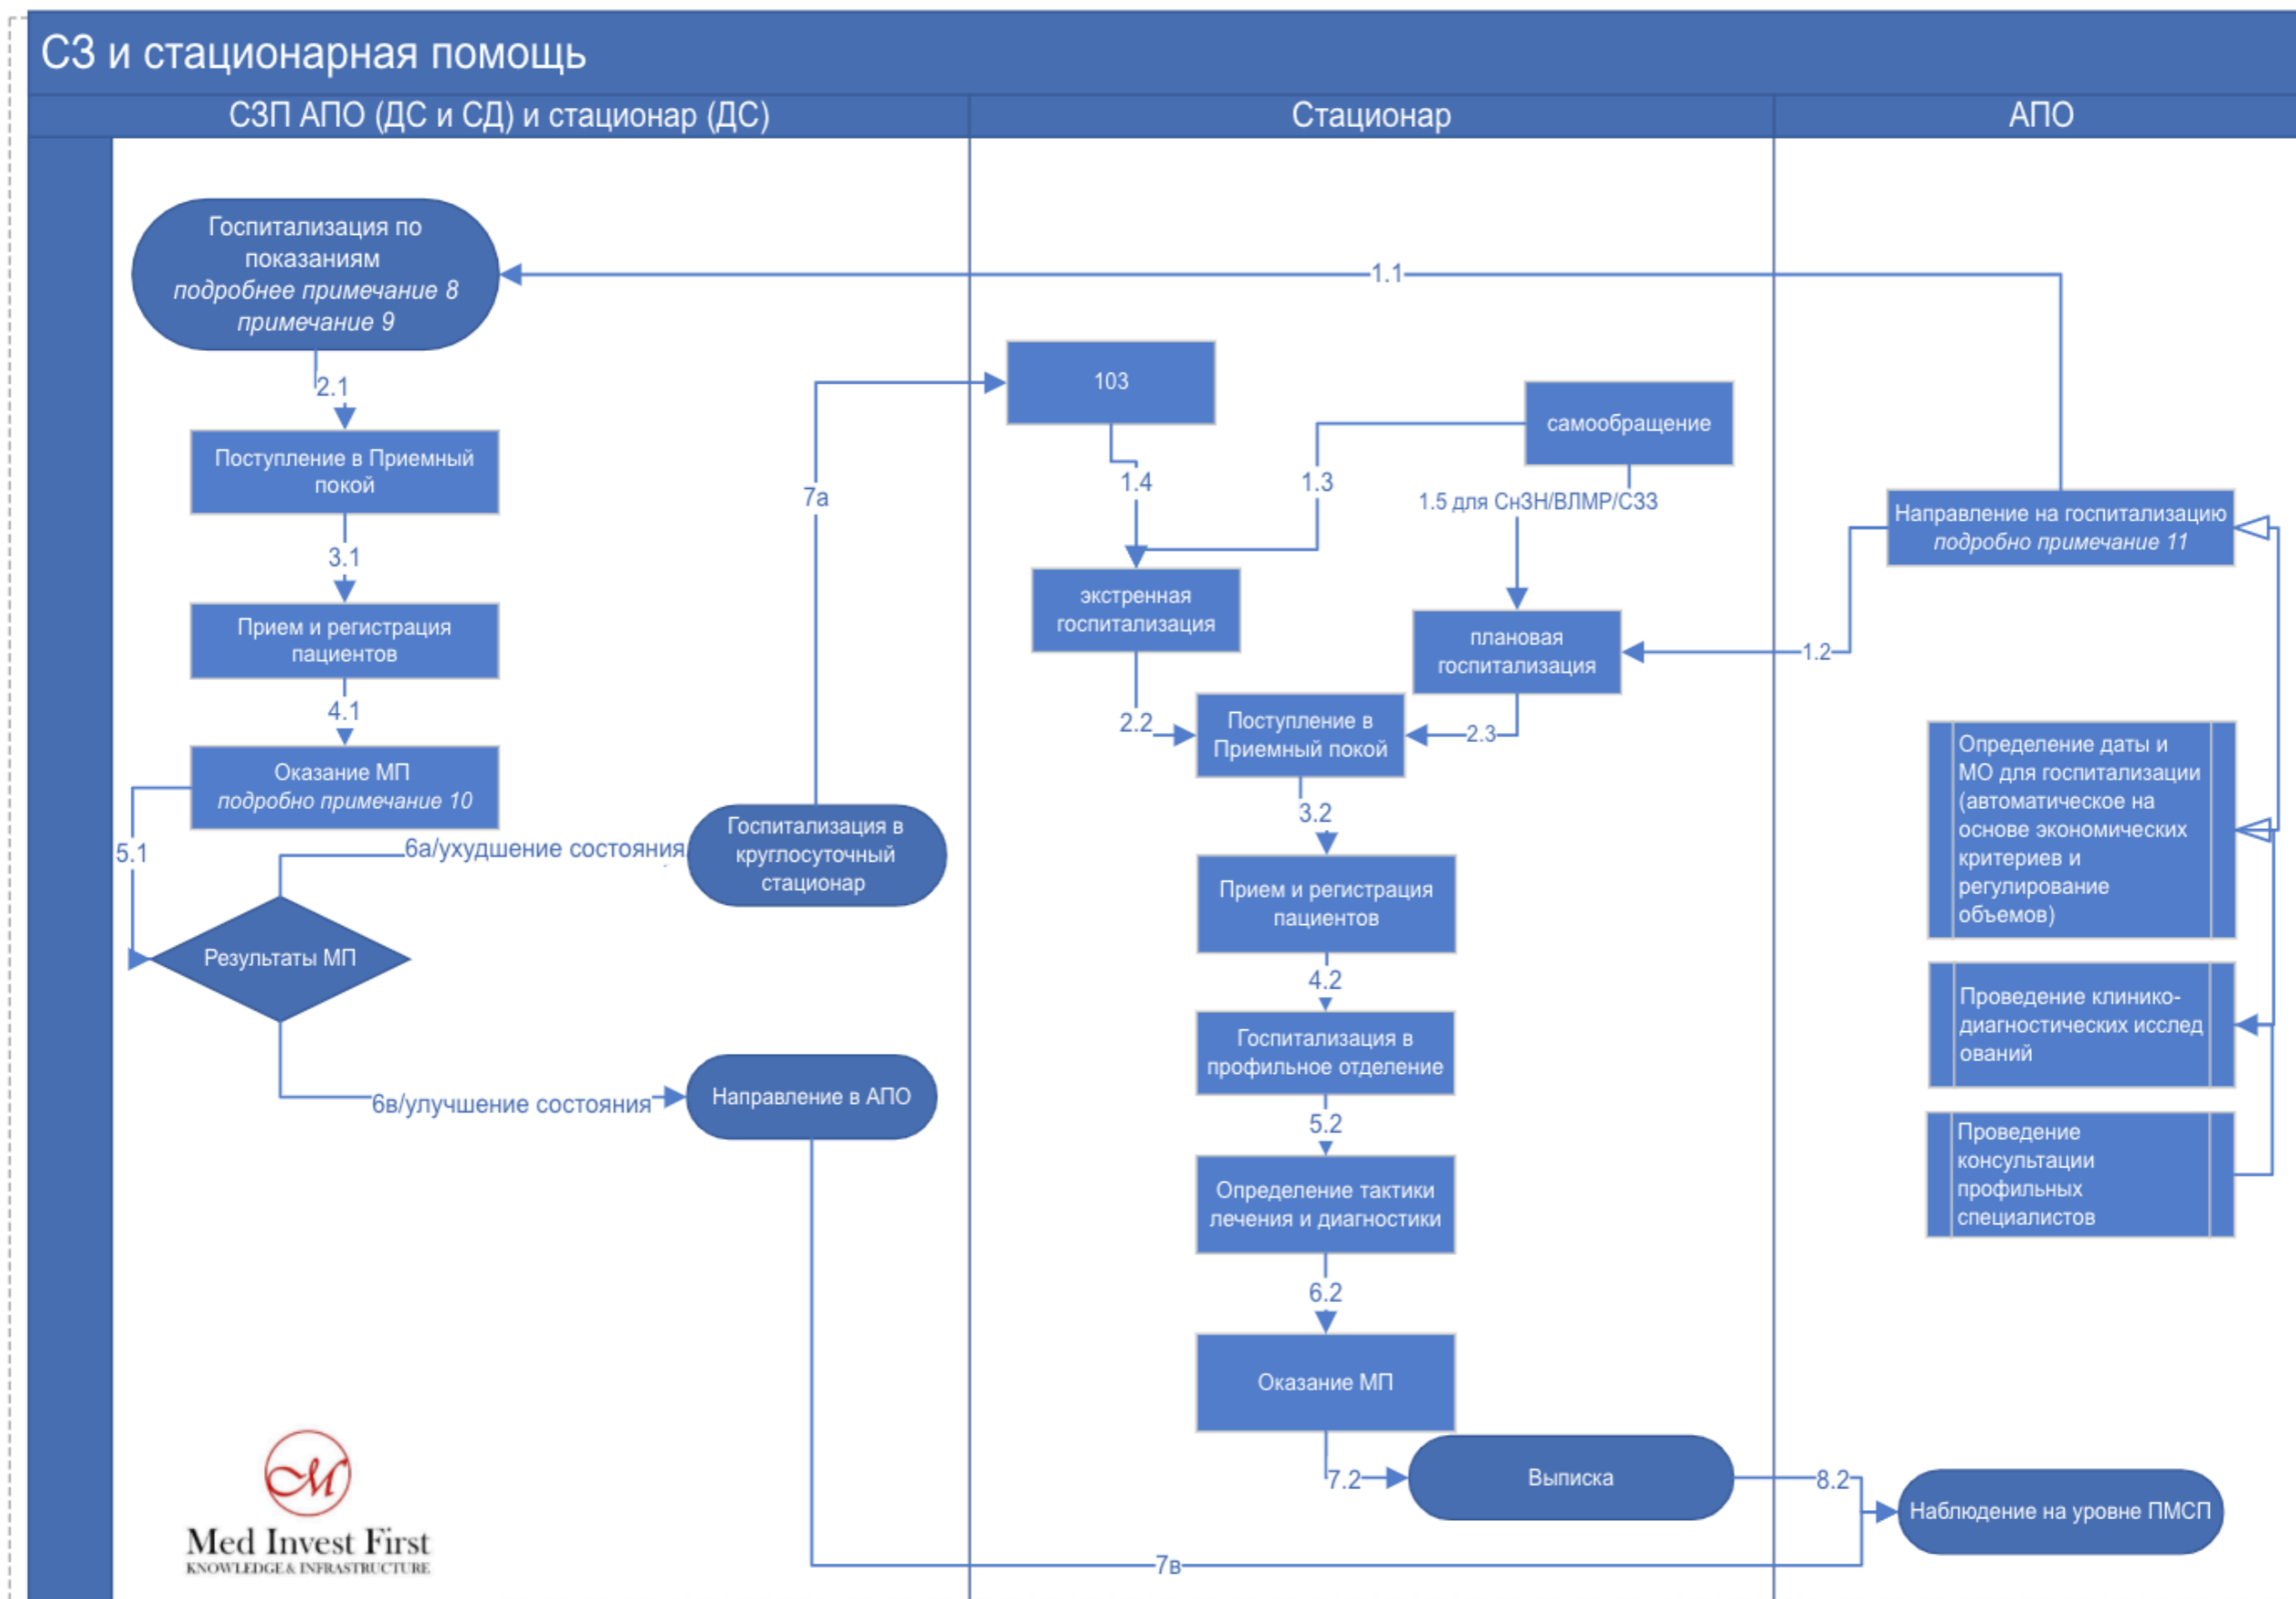 СЗ и стационарная помощь
СЗП АПО (ДС и СД) и стационар (ДС)
Стационар
АПО
Госпитализация по
показаниям
подробнее примечание 8
примечание 9
1.1
2.1
Поступление в Приемный
покой
3.1
Прием и регистрация
пациентов
4.1
Оказание МП
подробно примечание 10
5.1
6а/ухудшение состояния
Госпитализация в
круглосуточный
стационар
7а
Результаты МП
6в/улучшение состояния
Направление в АПО
7в
103
самообращение
1.4
1.3
1.5 для СнЗН/ВЛМР/СЗЗ
экстренная
госпитализация
плановая
госпитализация
1.2
2.2
Поступление в
Приемный покой
2.3
3.2
Прием и регистрация
пациентов
4.2
Госпитализация в
профильное отделение
5.2
Определение тактики
лечения и диагностики
6.2
Оказание МП
7.2
Выписка
8.2
Направление на госпитализацию
подробно примечание 11
Определение даты и
МО для госпитализации
(автоматическое на
основе экономических
критериев и
регулирование
объемов)
Проведение клинико-
диагностических исслед
ований
Проведение
консультации
профильных
специалистов
Наблюдение на уровне ПМСП
M
Med Invest First
KNOWLEDGE & INFRASTRUCTURE